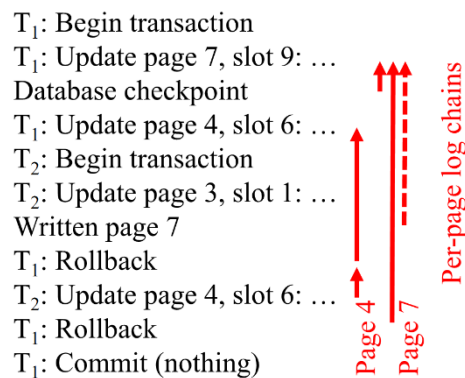 T₁: Begin transaction
T₁: Update page 7, slot 9: …
Database checkpoint
T₁: Update page 4, slot 6: …
T₂: Begin transaction
T₂: Update page 3, slot 1: …
Written page 7
T₁: Rollback
T₂: Update page 4, slot 6: …
T₁: Rollback
T₁: Commit (nothing)
Page 4
Page 7
Per-page log chains